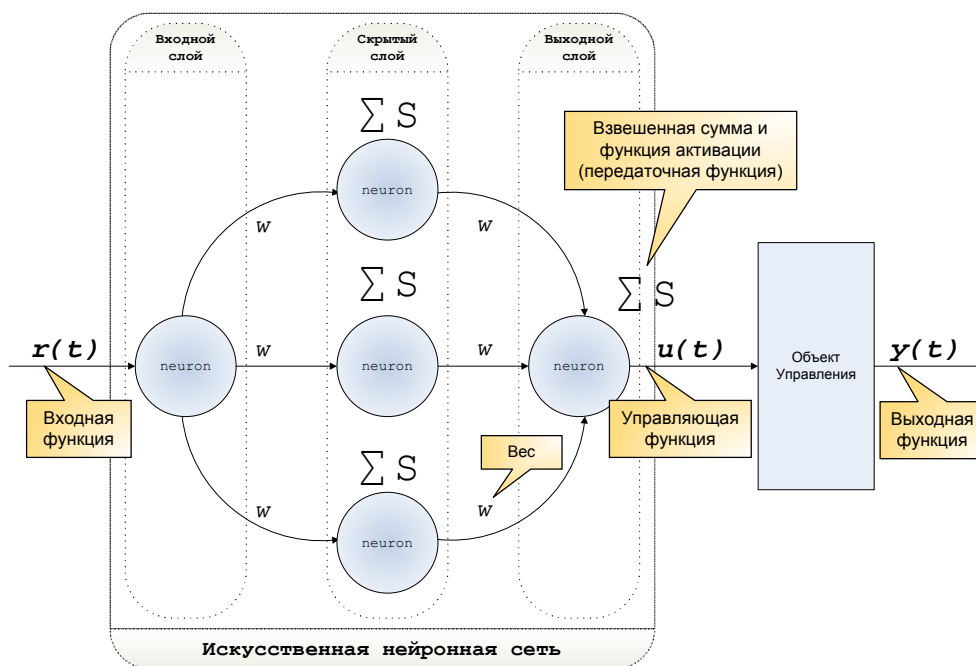 Входной
слой
Скрытый
слой
Выходной
слой
∑ S
Взвешенная сумма и
функция активации
(передаточная функция)
neuron
w
w
∑ S
∑ S
r(t)
neuron
w
neuron
w
neuron
u(t)
Объект
Управления
y(t)
Входная
функция
Управляющая
функция
Выходная
функция
Вес
∑ S
w
w
neuron
Искусственная нейронная сеть